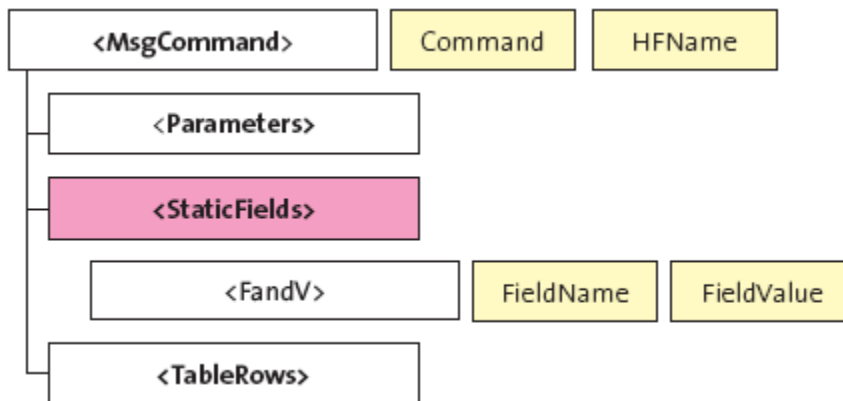 <MsgCommand> Command HFName
<Parameters>
<StaticFields>
<FandV> FieldName FieldValue
<TableRows>